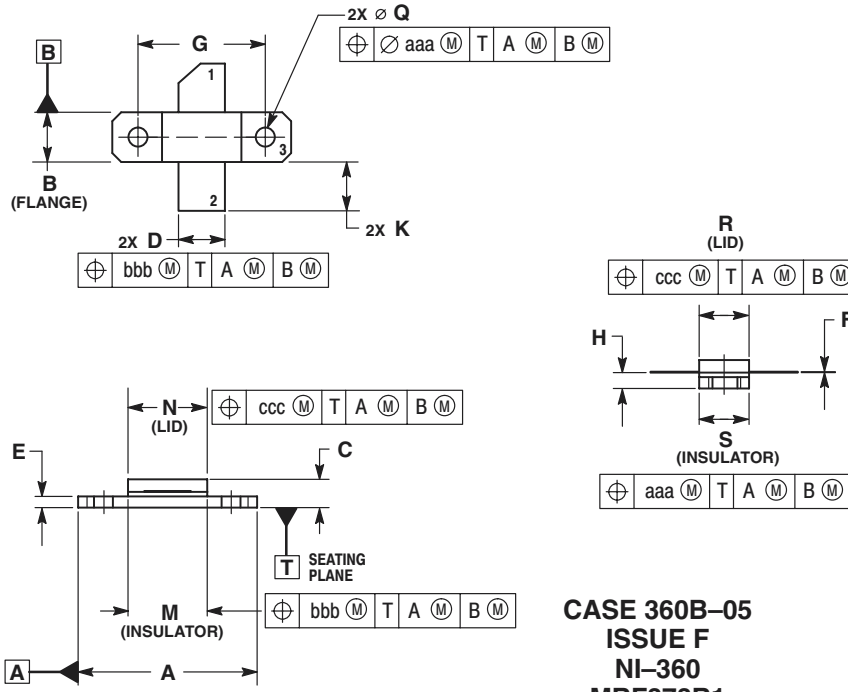 2X ⌀ Q
⌖ ⌀ aaa Ⓜ T A Ⓜ B Ⓜ
G
B
1
3
B
(FLANGE)
2
2X K
2X D
⌖ bbb Ⓜ T A Ⓜ B Ⓜ
R
(LID)
⌖ ccc Ⓜ T A Ⓜ B Ⓜ
H
F
S
(INSULATOR)
⌖ aaa Ⓜ T A Ⓜ B Ⓜ
N
(LID)
⌖ ccc Ⓜ T A Ⓜ B Ⓜ
E
C
T
SEATING
PLANE
M
(INSULATOR)
⌖ bbb Ⓜ T A Ⓜ B Ⓜ
A
A
CASE 360B–05
ISSUE F
NI–360